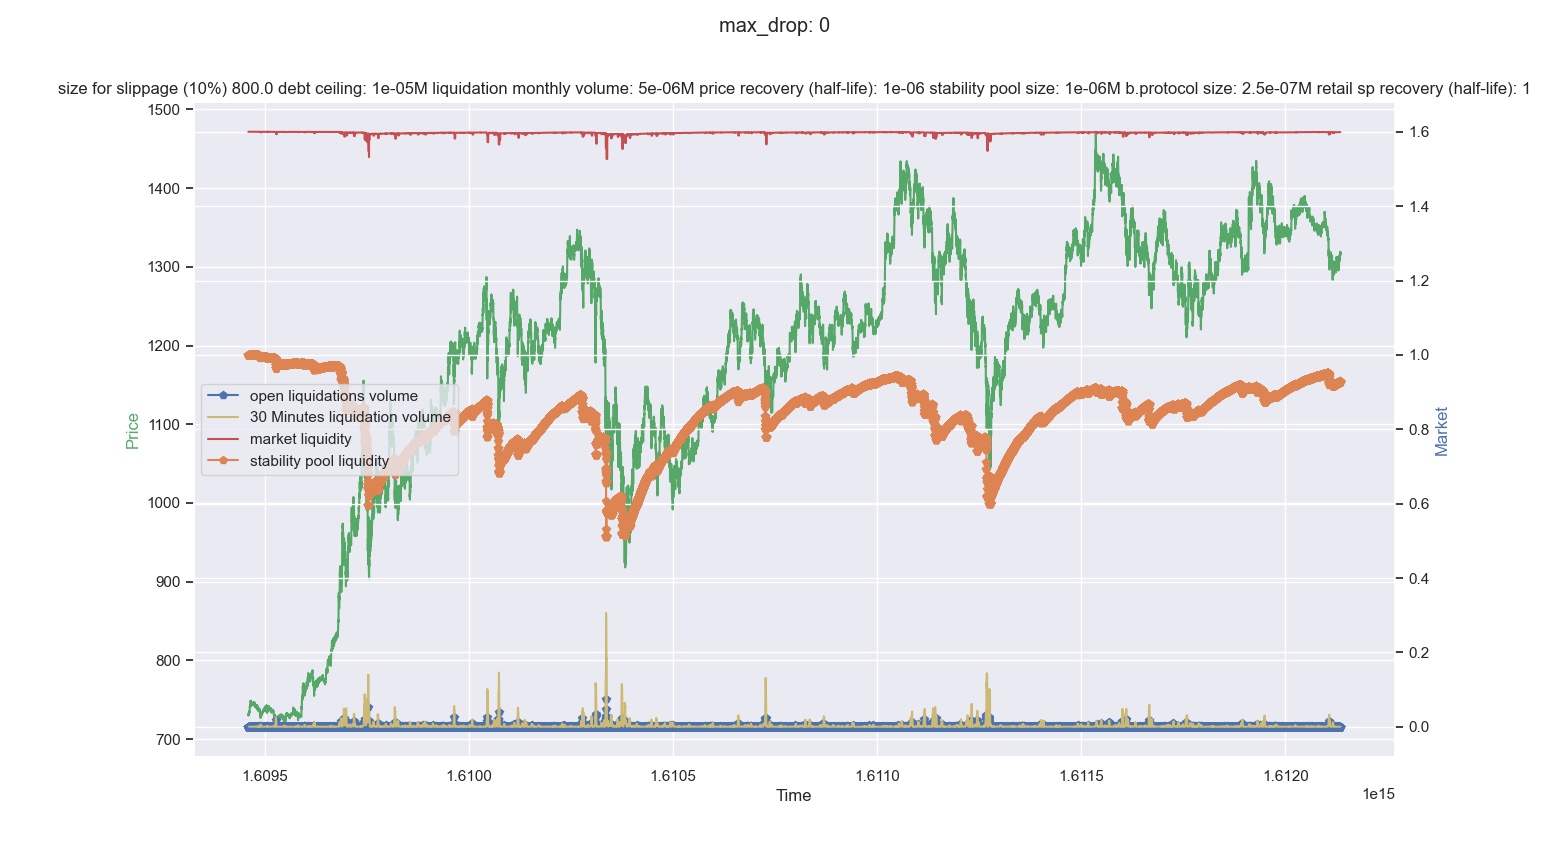 max_drop: 0
size for slippage (10%) 800.0 debt ceiling: 1e-05M liquidation monthly volume: 5e-06M price recovery (half-life): 1e-06 stability pool size: 1e-06M b.protocol size: 2.5e-07M retail sp recovery (half-life): 1
1500
1400
1300
1200
1100
1000
900
800
700
Price
open liquidations volume
30 Minutes liquidation volume
market liquidity
stability pool liquidity
1.6
1.4
1.2
1.0
0.8
0.6
0.4
0.2
0.0
Market
1.6095 1.6100 1.6105 1.6110 1.6115 1.6120
Time
1e15